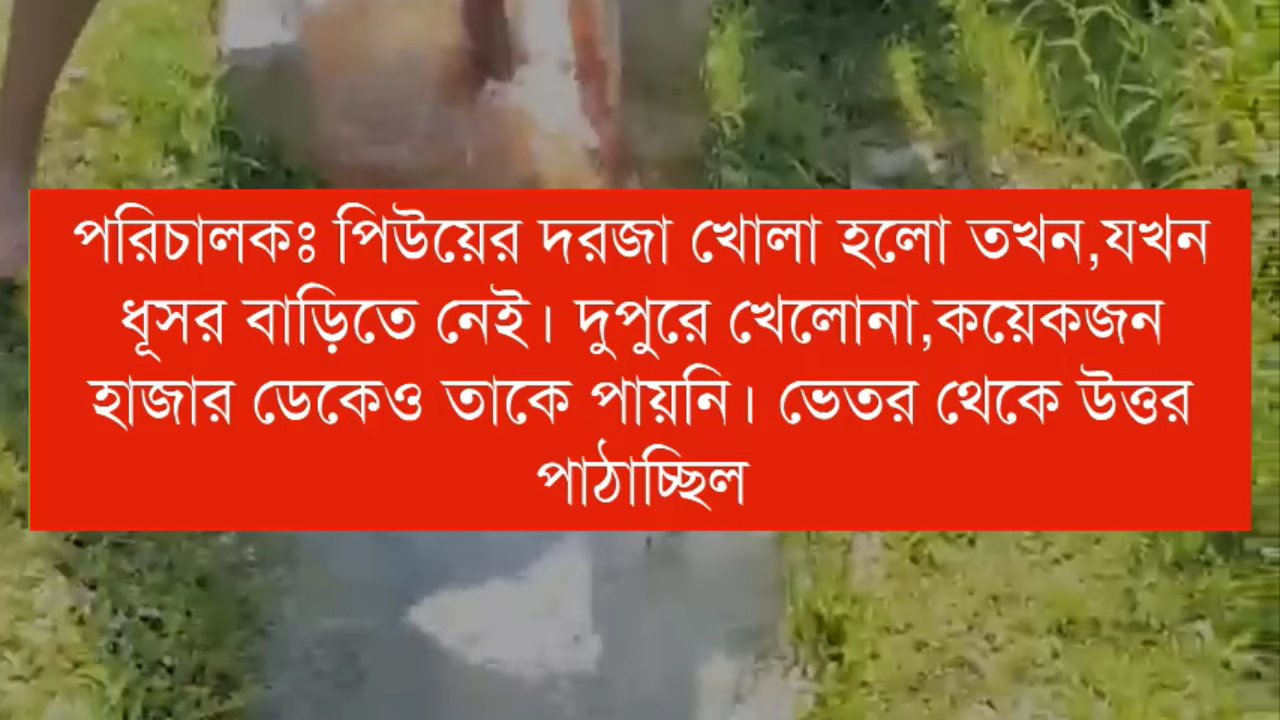 পরিচালকঃ পিউয়ের দরজা খোলা হলো তখন,যখন
ধূসর বাড়িতে নেই। দুপুরে খেলোনা,কয়েকজন
হাজার ডেকেও তাকে পায়নি। ভেতর থেকে উত্তর
পাঠাচ্ছিল